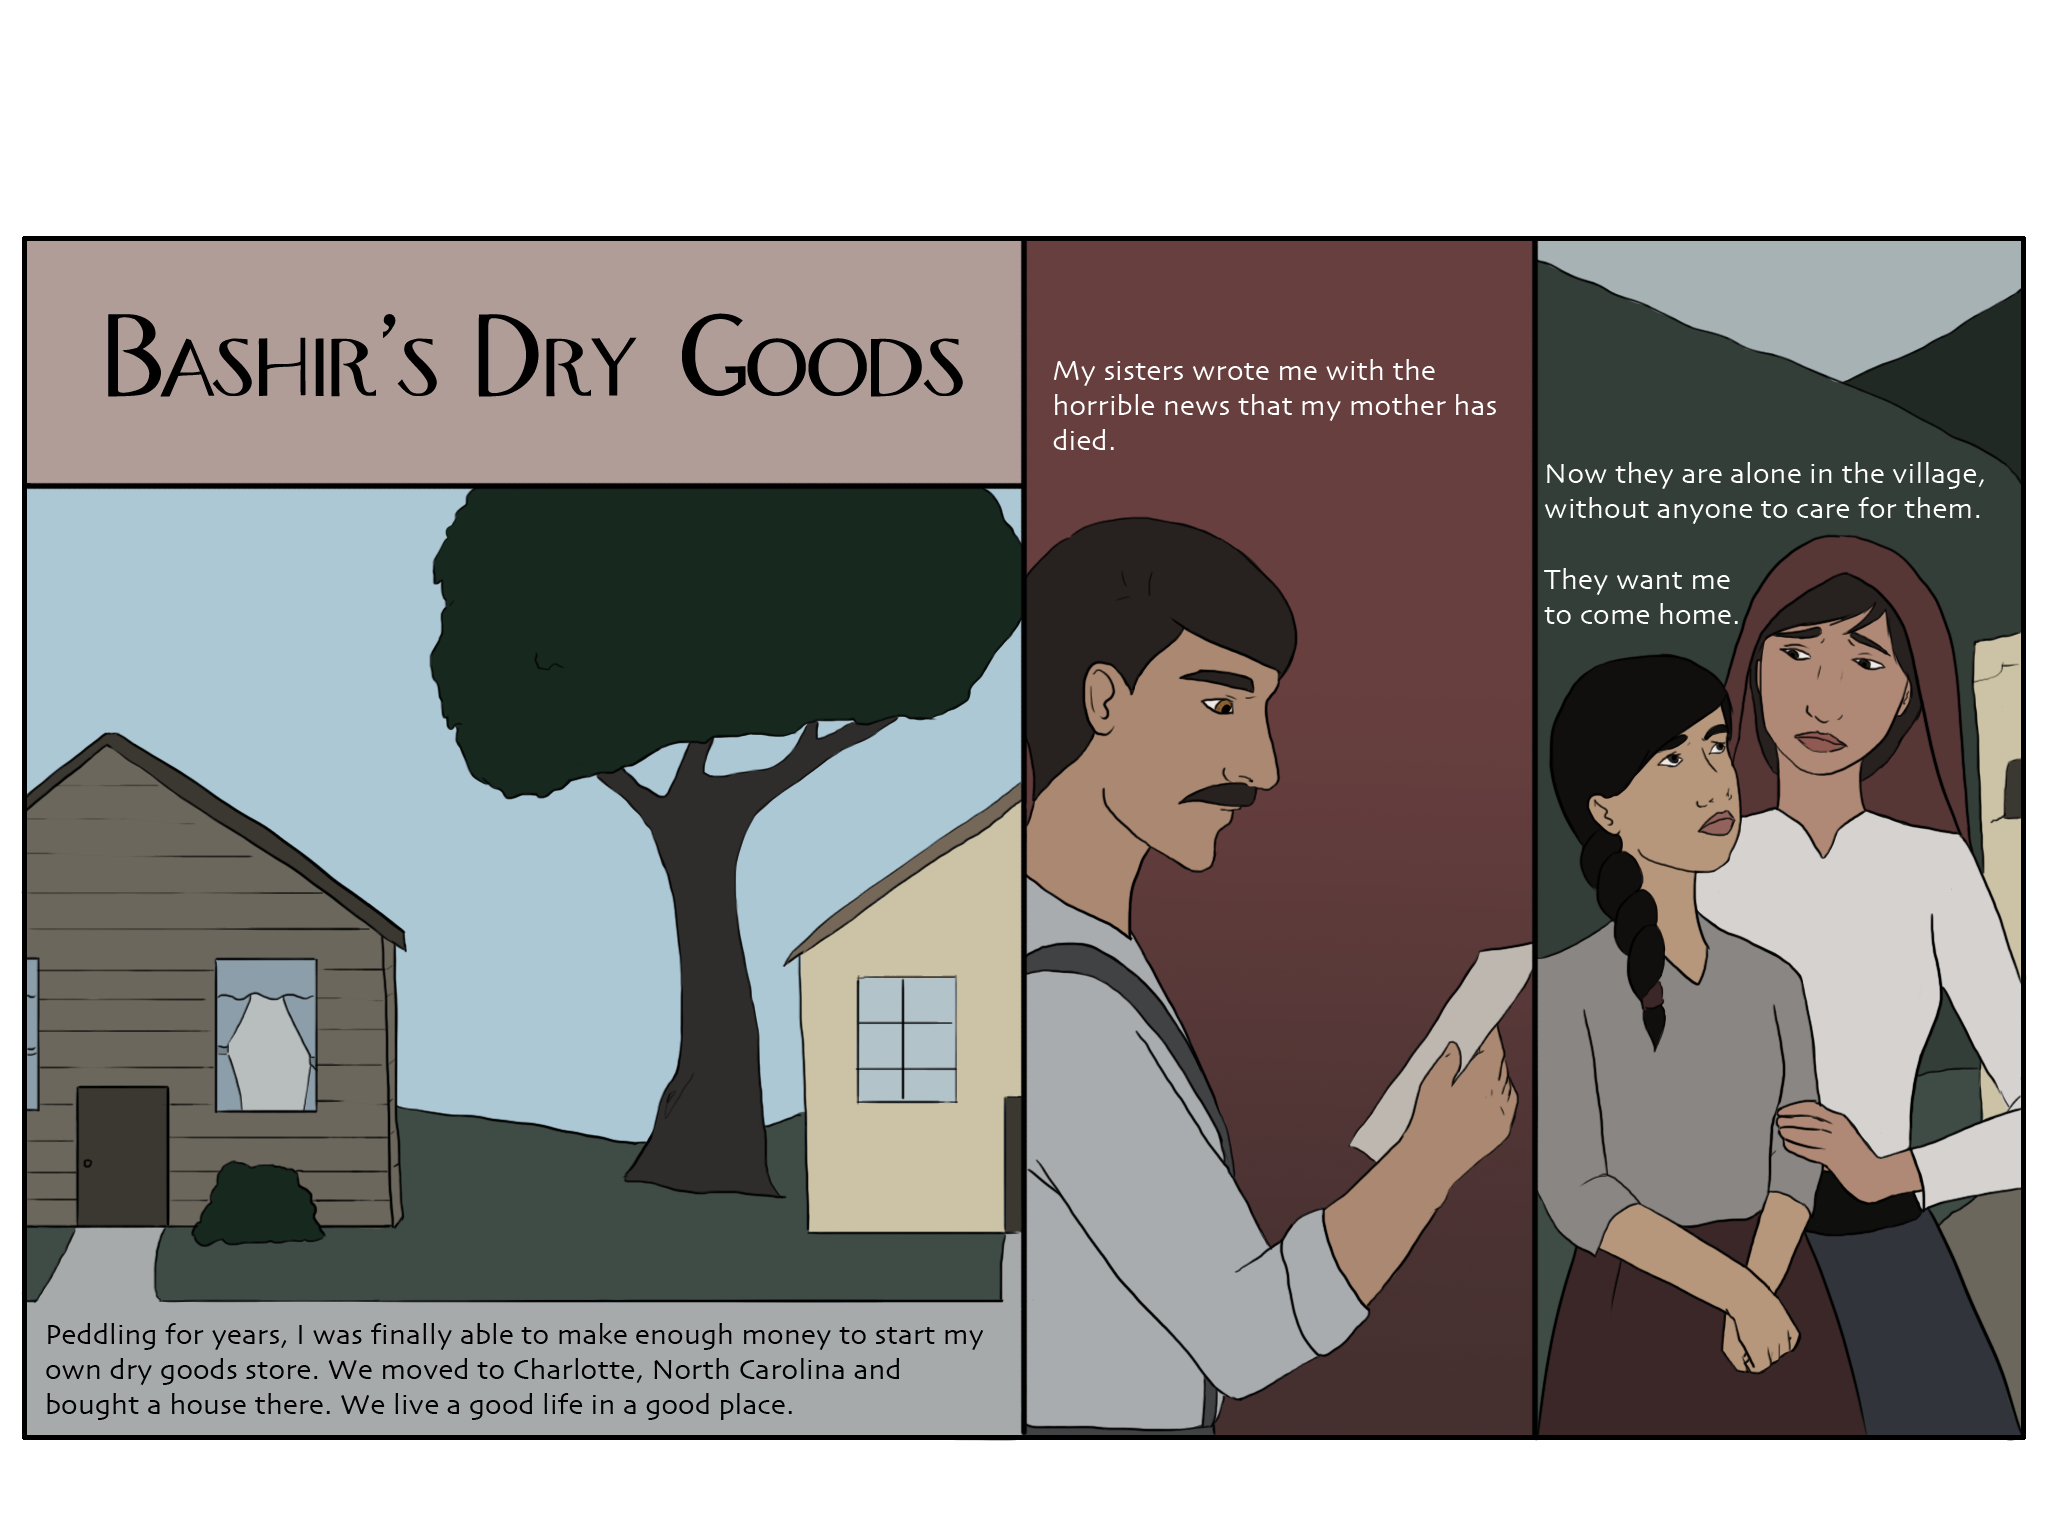 Bashir's Dry Goods
Peddling for years, I was finally able to make enough money to start my
own dry goods store. We moved to Charlotte, North Carolina and
bought a house there. We live a good life in a good place.
My sisters wrote me with the
horrible news that my mother has
died.
Now they are alone in the village,
without anyone to care for them.
They want me
to come home.